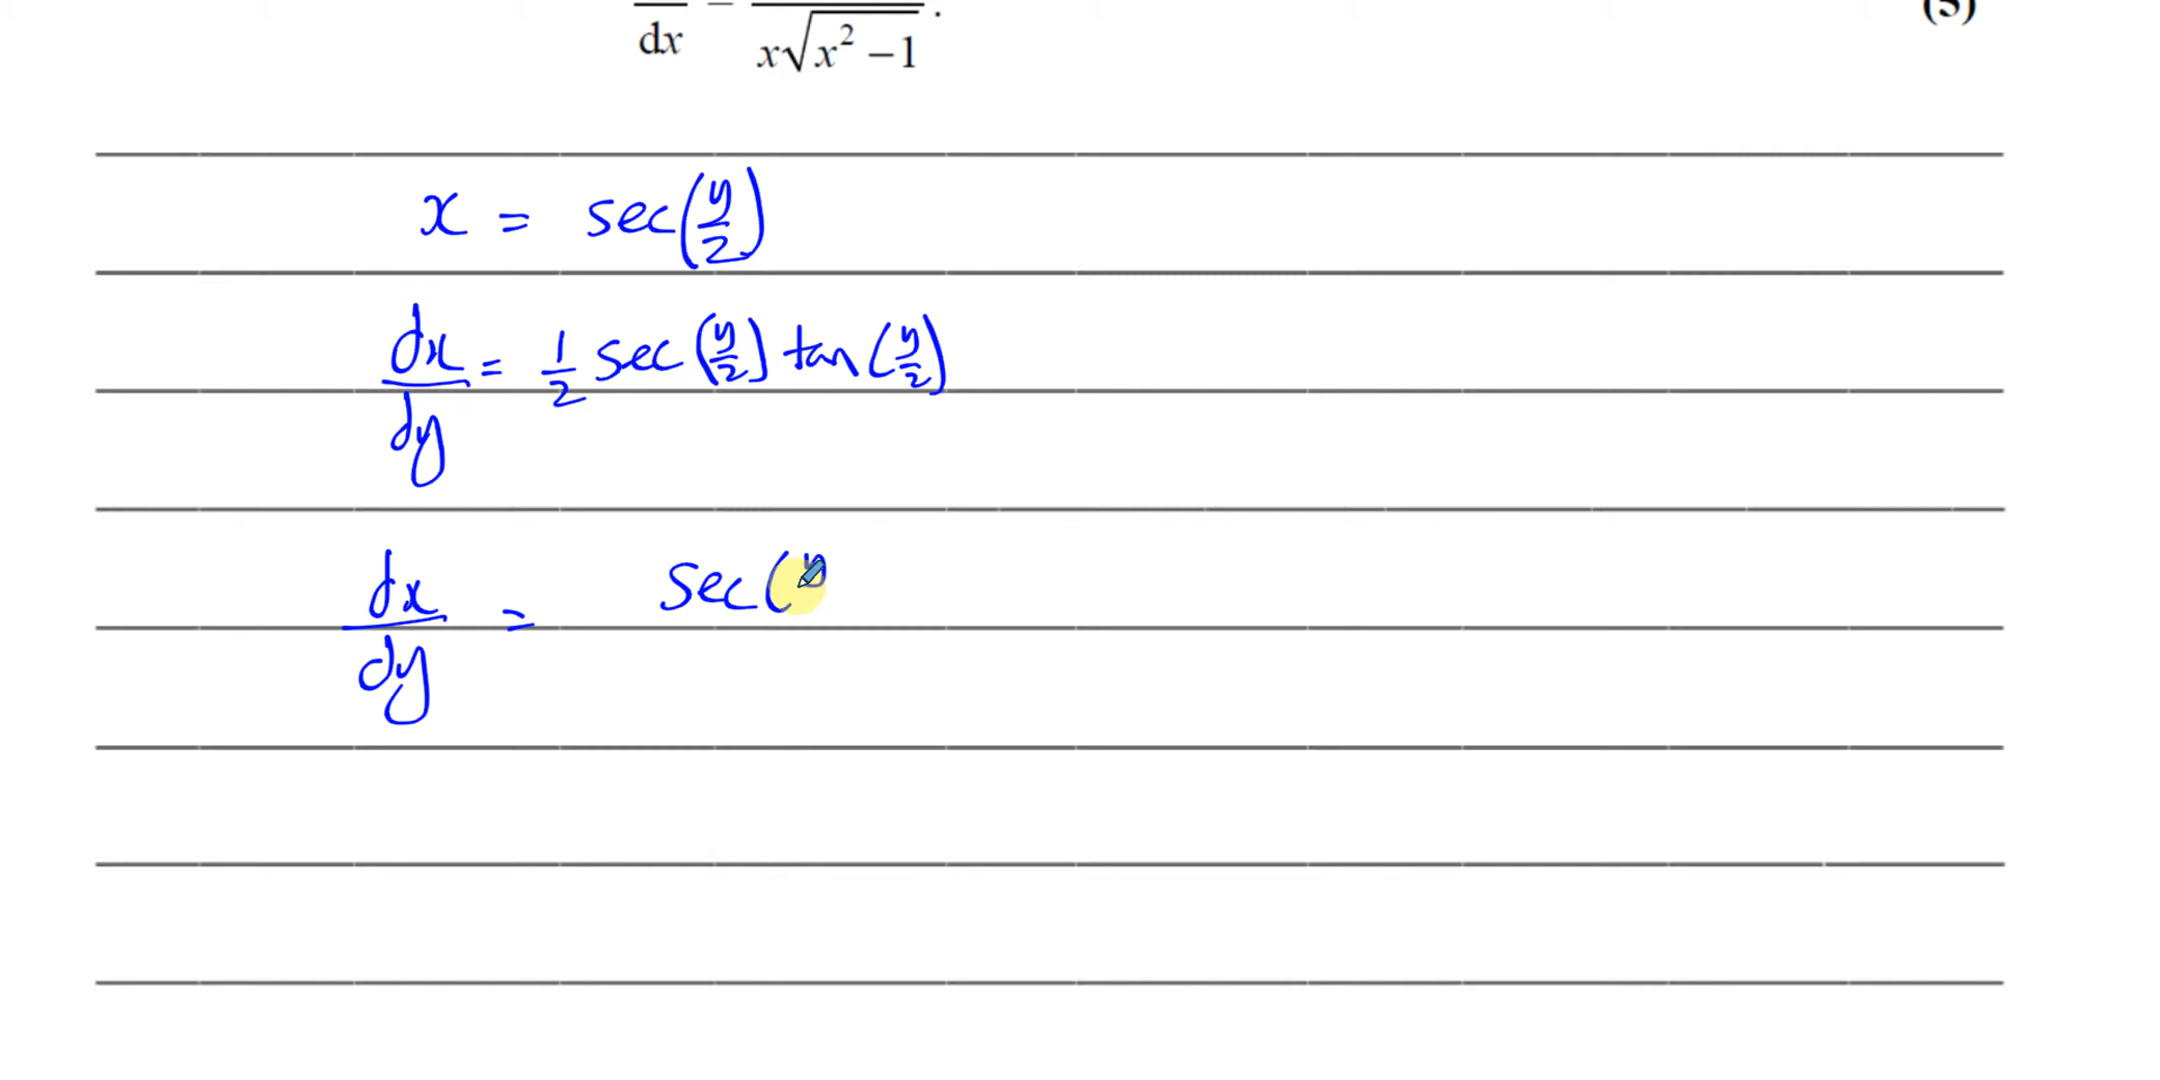 (5)
dx = x√(x² − 1) .
x = sec(y/2)
dx/dy = 1/2 sec(y/2) tan(y/2)
dx/dy = sec(y